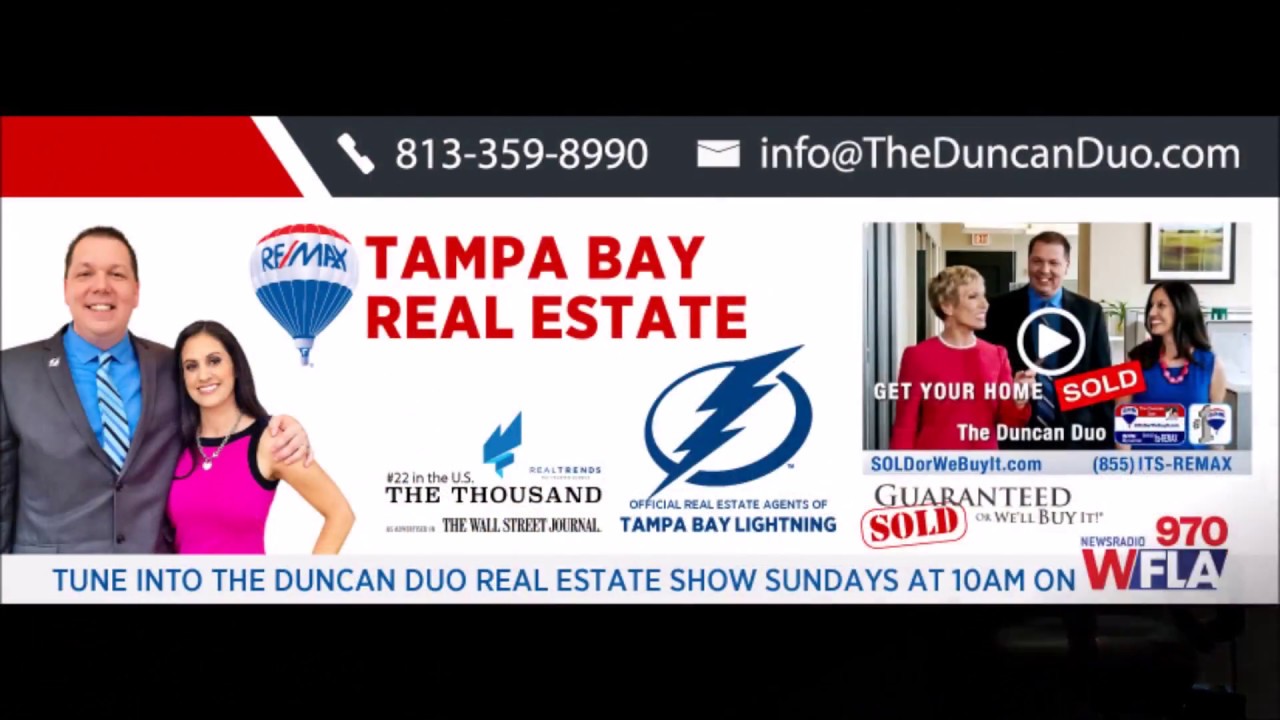 813-359-8990
info@TheDuncanDuo.com
RE/MAX
TAMPA BAY
REAL ESTATE
#22 in the U.S.
REALTRENDS
THE THOUSAND
AS ADVERTISED IN THE WALL STREET JOURNAL.
OFFICIAL REAL ESTATE AGENTS OF
TAMPA BAY LIGHTNING
GET YOUR HOME SOLD
The Duncan Duo
SOLDorWeBuyIt.com (855) ITS-REMAX
GUARANTEED
SOLD OR WE'LL BUY IT!
NEWSRADIO 970
WFLA
TUNE INTO THE DUNCAN DUO REAL ESTATE SHOW SUNDAYS AT 10AM ON